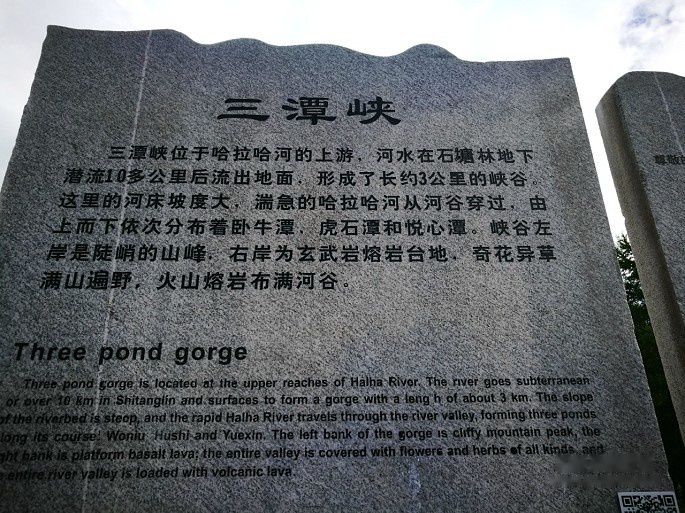 三潭峡
三潭峡位于哈拉哈河的上游，河水在石塘林地下
潜流10多公里后流出地面，形成了长约3公里的峡谷。
这里的河床坡度大，湍急的哈拉哈河从河谷穿过，由
上而下依次分布着卧牛潭，虎石潭和悦心潭。峡谷左
岸是陡峭的山峰，右岸为玄武岩熔岩台地，奇花异草
满山遍野，火山熔岩布满河谷。
Three pond gorge
Three pond gorge is located at the upper reaches of Halha River. The river goes subterranean
or over 10 km in Shitanglin and surfaces to form a gorge with a leng h of about 3 km. The slope
of the riverbed is steep, and the rapid Halha River travels through the river valley, forming three ponds
long its course: Woniu, Hushi and Yuexin. The left bank of the gorge is cliffy mountain peak, the
ght bank is platform basalt lava; the entire valley is covered with flowers and herbs of all kinds, and
e entire river valley is loaded with volcanic lava.
尊敬的